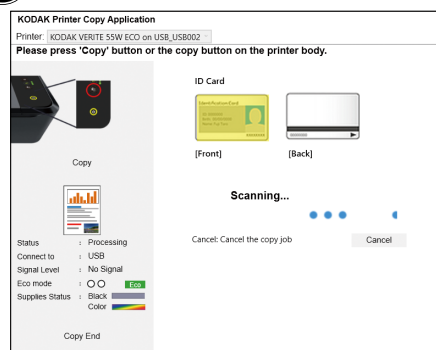 KODAK Printer Copy Application
Printer: KODAK VERITE 55W ECO on USB_USB002
Please press 'Copy' button or the copy button on the printer body.
Copy
Status : Processing
Connect to : USB
Signal Level : No Signal
Eco mode : Eco
Supplies Status : Black
Color
Copy End
ID Card
Identification Card
[Front] [Back]
Scanning...
Cancel: Cancel the copy job Cancel